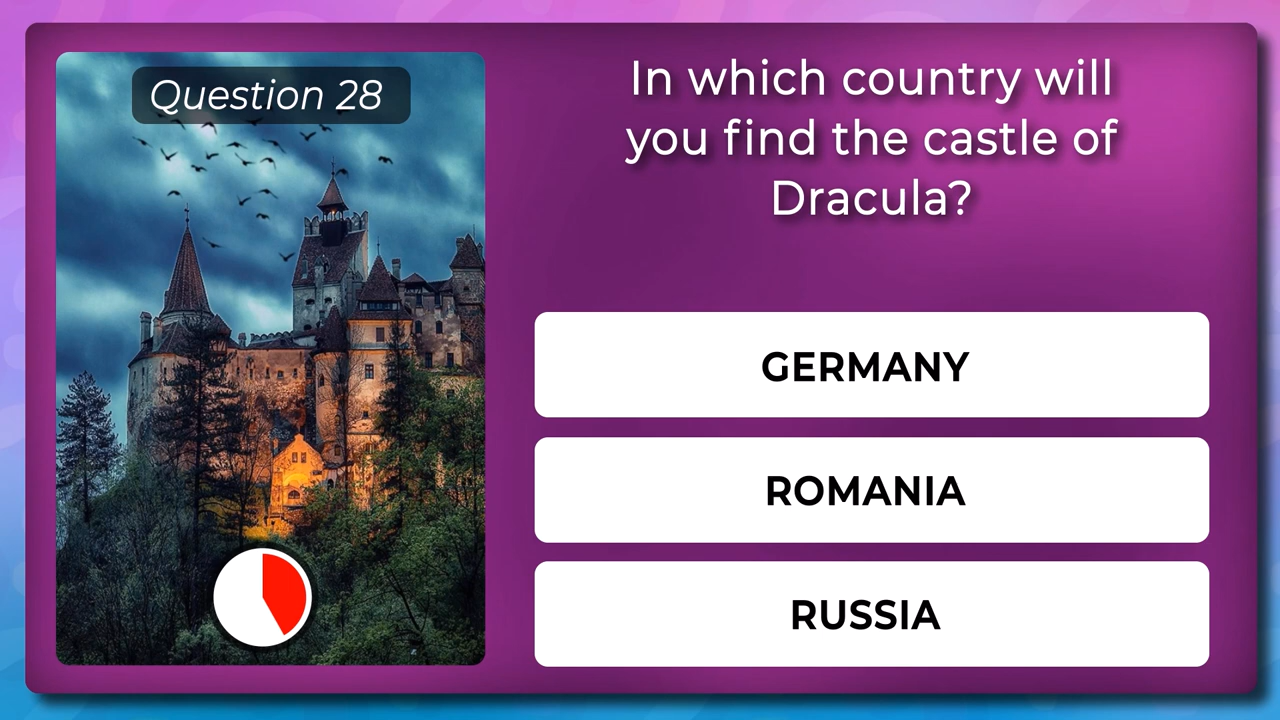 Question 28
In which country will
you find the castle of
Dracula?
GERMANY
ROMANIA
RUSSIA